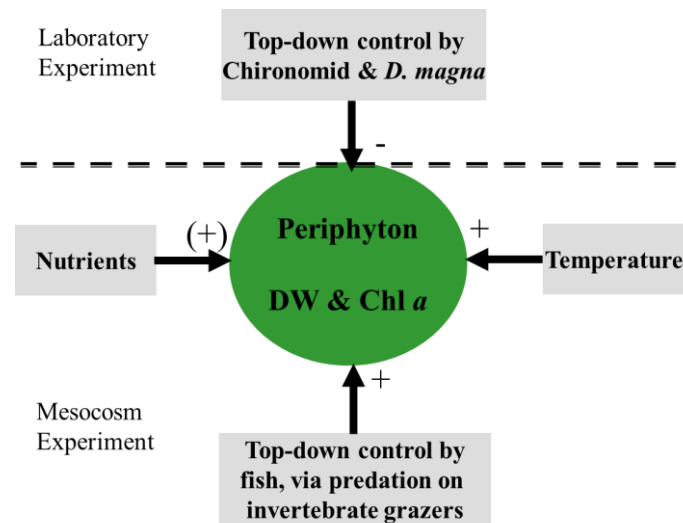 Laboratory
Experiment
Top-down control by
Chironomid & D. magna
-
(+)
Periphyton
+
Nutrients
DW & Chl a
Temperature
+
Mesocosm
Experiment
Top-down control by
fish, via predation on
invertebrate grazers